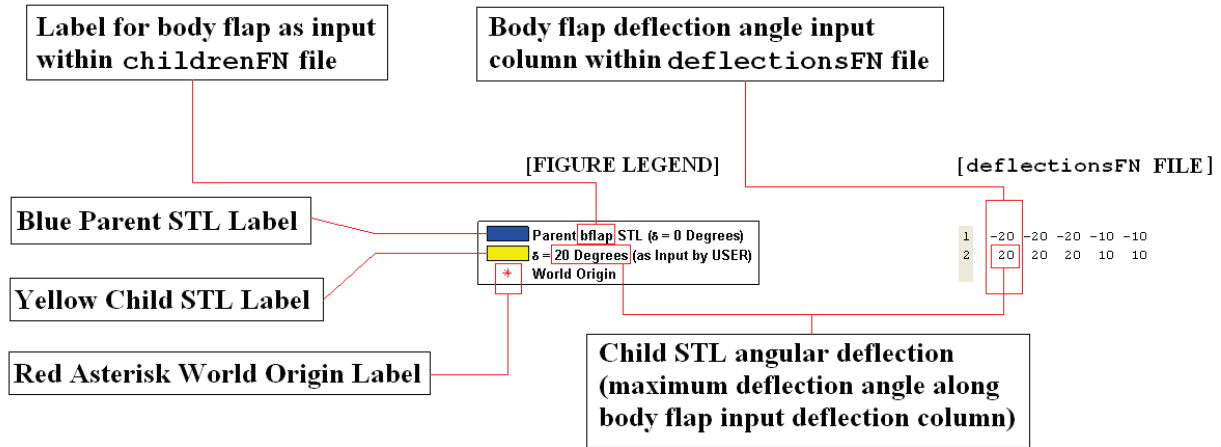 Label for body flap as input
within childrenFN file
Body flap deflection angle input
column within deflectionsFN file
[FIGURE LEGEND]
[deflectionsFN FILE]
Blue Parent STL Label
Parent bflap STL (δ = 0 Degrees)
δ = 20 Degrees (as Input by USER)
* World Origin
1 -20 -20 -20 -10 -10
2 20 20 20 10 10
Yellow Child STL Label
Red Asterisk World Origin Label
Child STL angular deflection
(maximum deflection angle along
body flap input deflection column)